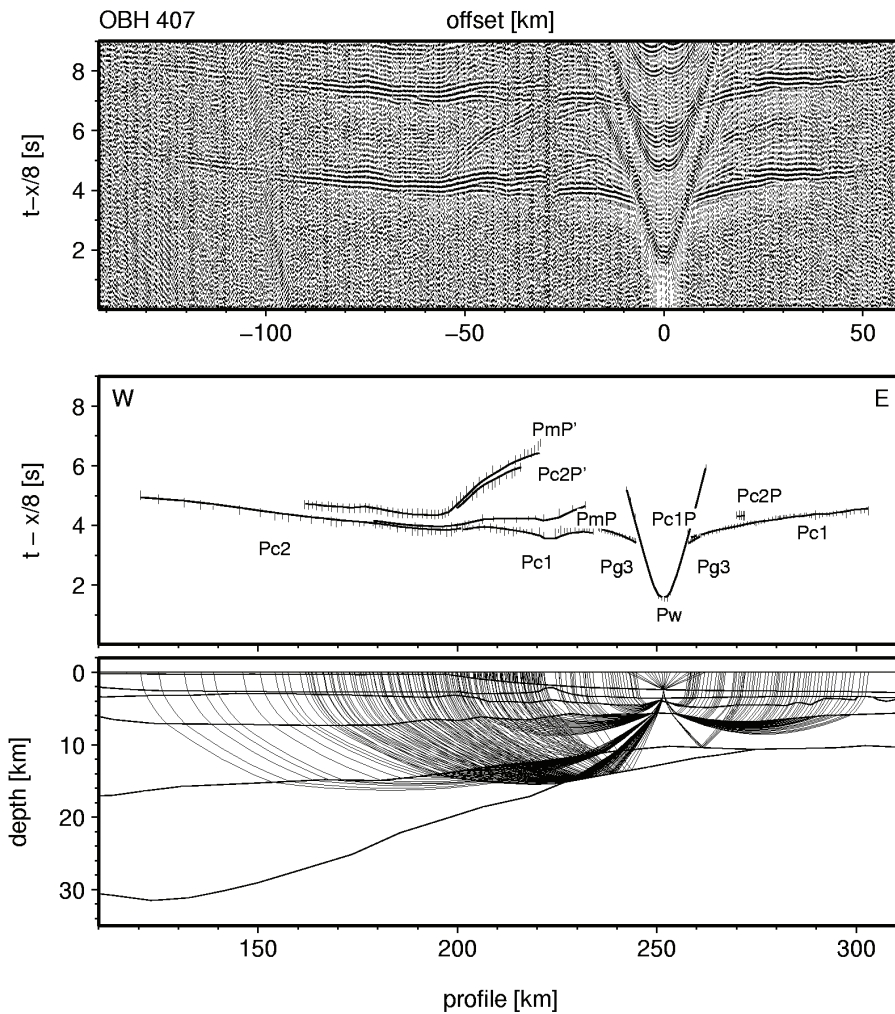 OBH 407
offset [km]
t-x/8 [s]
8
6
4
2
−100
−50
0
50
W
E
t - x/8 [s]
8
6
4
2
PmP'
Pc2P'
Pc2P
PmP
Pc1P
Pc2
Pc1
Pg3
Pg3
Pc1
Pw
depth [km]
0
10
20
30
150
200
250
300
profile [km]